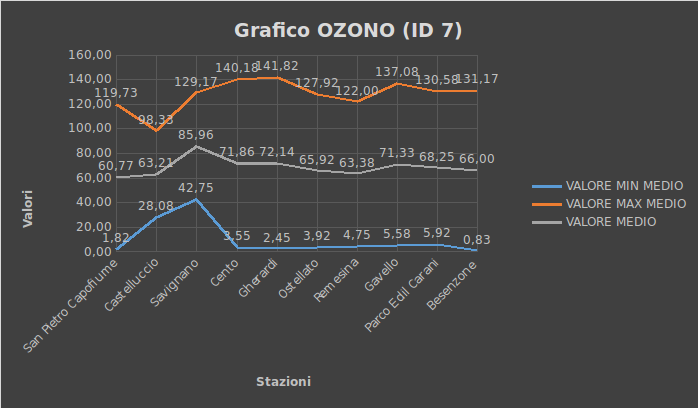 Grafico OZONO (ID 7)
Valori
160,00
140,00
120,00
100,00
80,00
60,00
40,00
20,00
0,00
119,73
98,33
129,17
140,18
141,82
127,92
122,00
137,08
130,58
131,17
60,77
63,21
85,96
71,86
72,14
65,92
63,38
71,33
68,25
66,00
1,82
28,08
42,75
3,55
2,45
3,92
4,75
5,58
5,92
0,83
San Pietro Capofiume
Castelluccio
Savignano
Cento
Gherardi
Ostellato
Remesina
Gavello
Parco Edil Carani
Besenzone
Stazioni
VALORE MIN MEDIO
VALORE MAX MEDIO
VALORE MEDIO